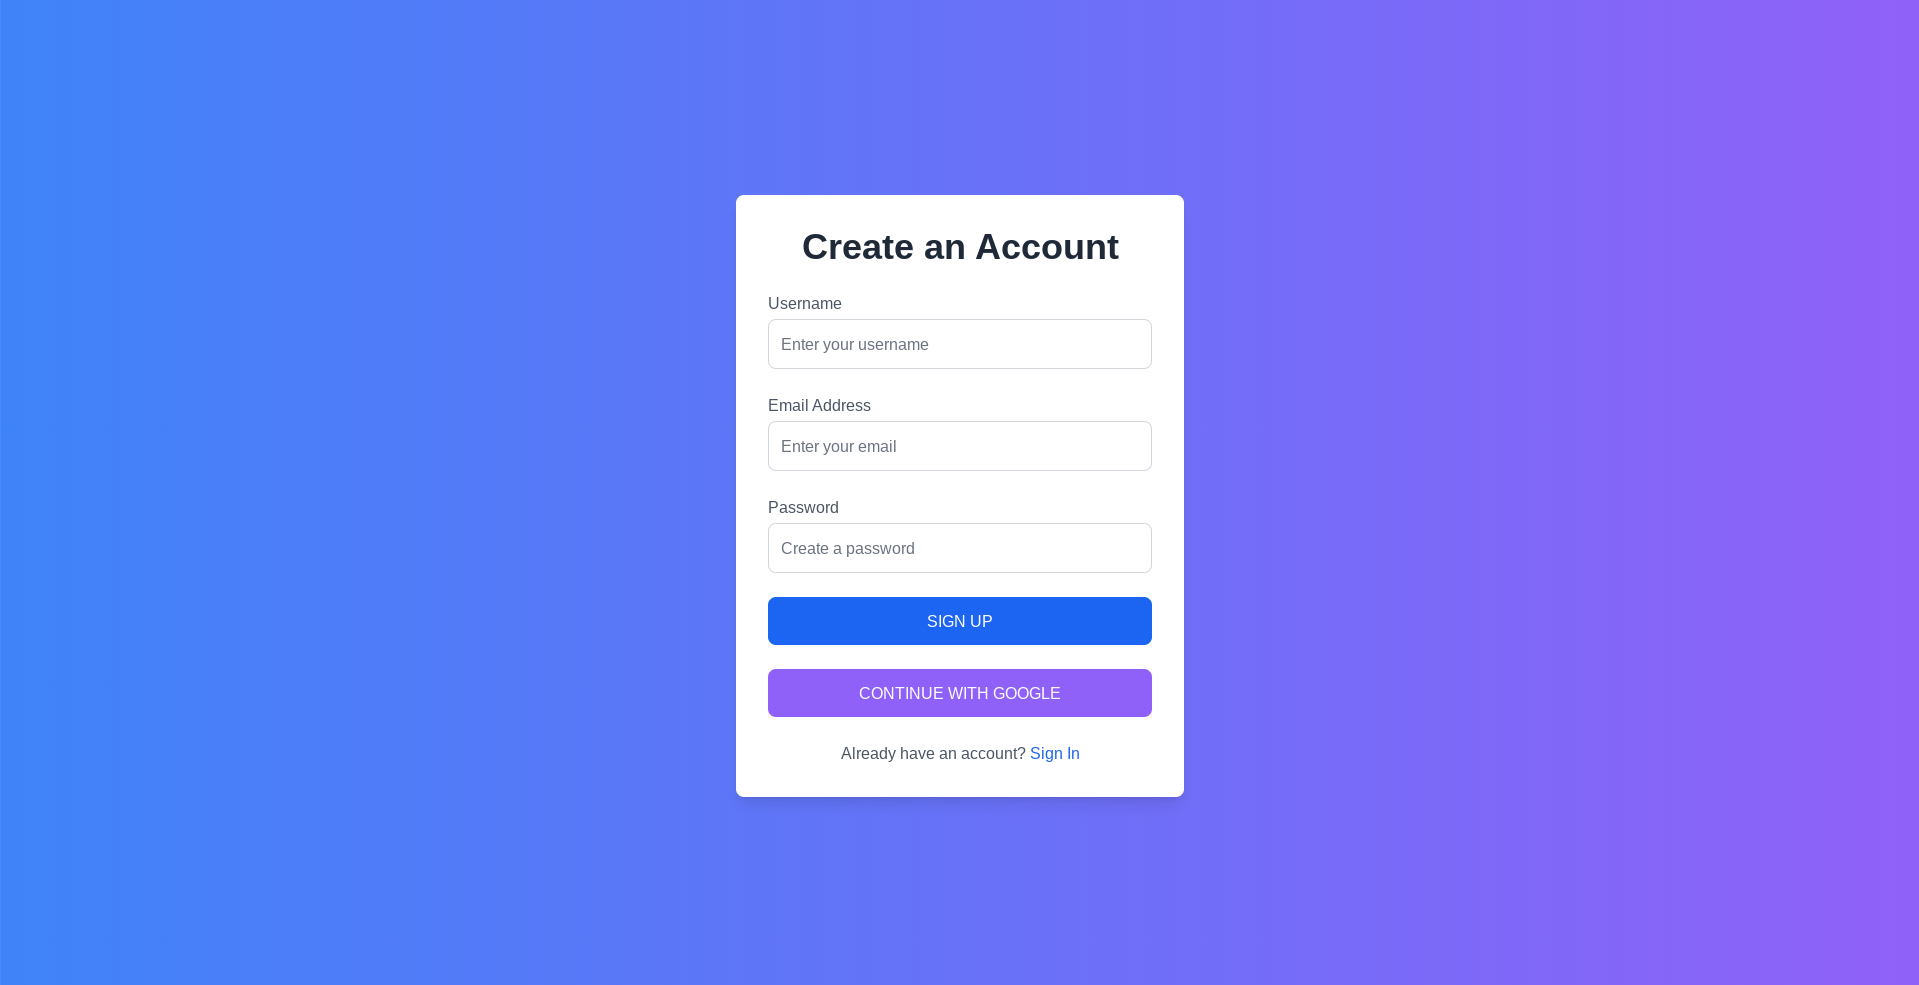 Create an Account
Username
Enter your username
Email Address
Enter your email
Password
Create a password
SIGN UP
CONTINUE WITH GOOGLE
Already have an account? Sign In